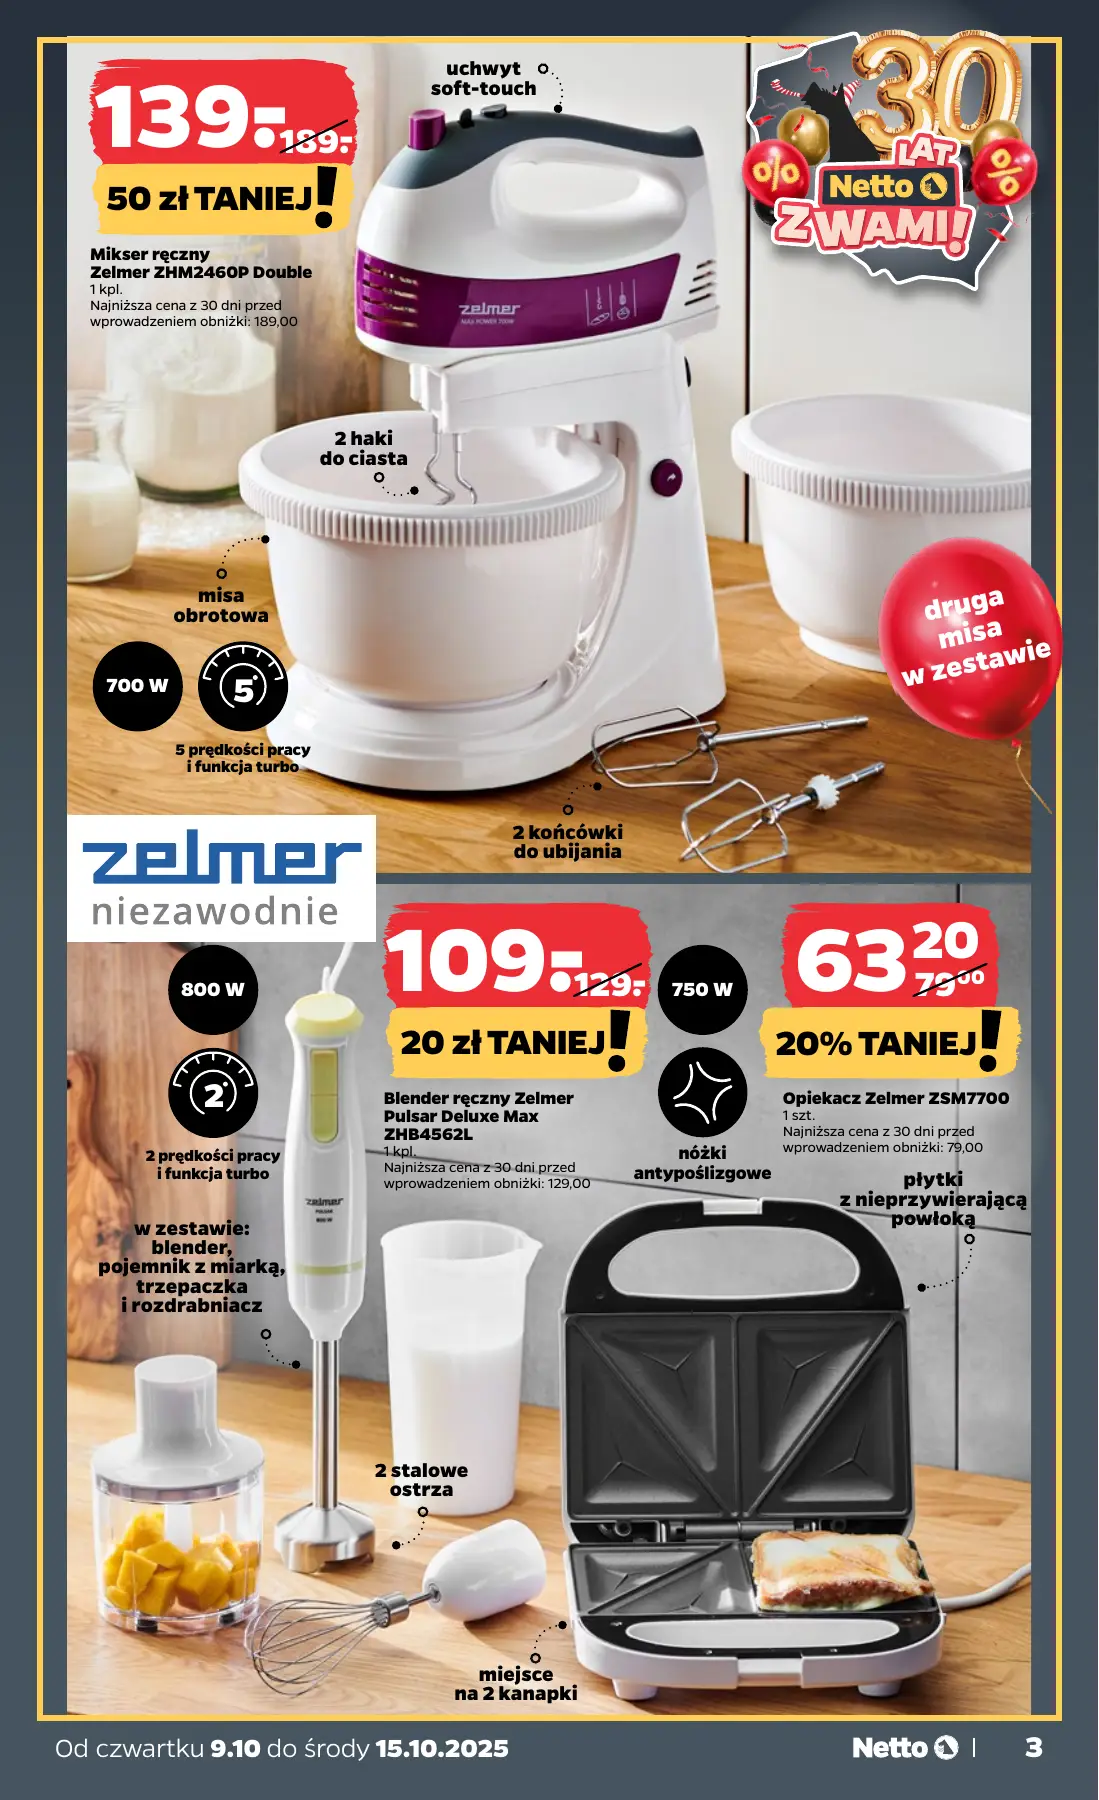 139.-
189.-
50 zł TANIEJ!
Mikser ręczny
Zelmer ZHM2460P Double
1 kpl.
Najniższa cena z 30 dni przed
wprowadzeniem obniżki: 189,00
uchwyt
soft-touch
30
LAT
Netto
Z WAMI!
%
%
zelmer
MAX POWER 700W
2 haki
do ciasta
misa
obrotowa
druga
misa
w zestawie
700 W
5
5 prędkości pracy
i funkcja turbo
2 końcówki
do ubijania
zelmer
niezawodnie
800 W
2
2 prędkości pracy
i funkcja turbo
w zestawie:
blender,
pojemnik z miarką,
trzepaczka
i rozdrabniacz
109.-
129.-
20 zł TANIEJ!
Blender ręczny Zelmer
Pulsar Deluxe Max
ZHB4562L
1 kpl.
Najniższa cena z 30 dni przed
wprowadzeniem obniżki: 129,00
zelmer
PULSAR
800 W
2 stalowe
ostrza
750 W
nóżki
antypoślizgowe
63 20
79 00
20% TANIEJ!
Opiekacz Zelmer ZSM7700
1 szt.
Najniższa cena z 30 dni przed
wprowadzeniem obniżki: 79,00
płytki
z nieprzywierającą
powłoką
miejsce
na 2 kanapki
Od czwartku 9.10 do środy 15.10.2025
Netto
3